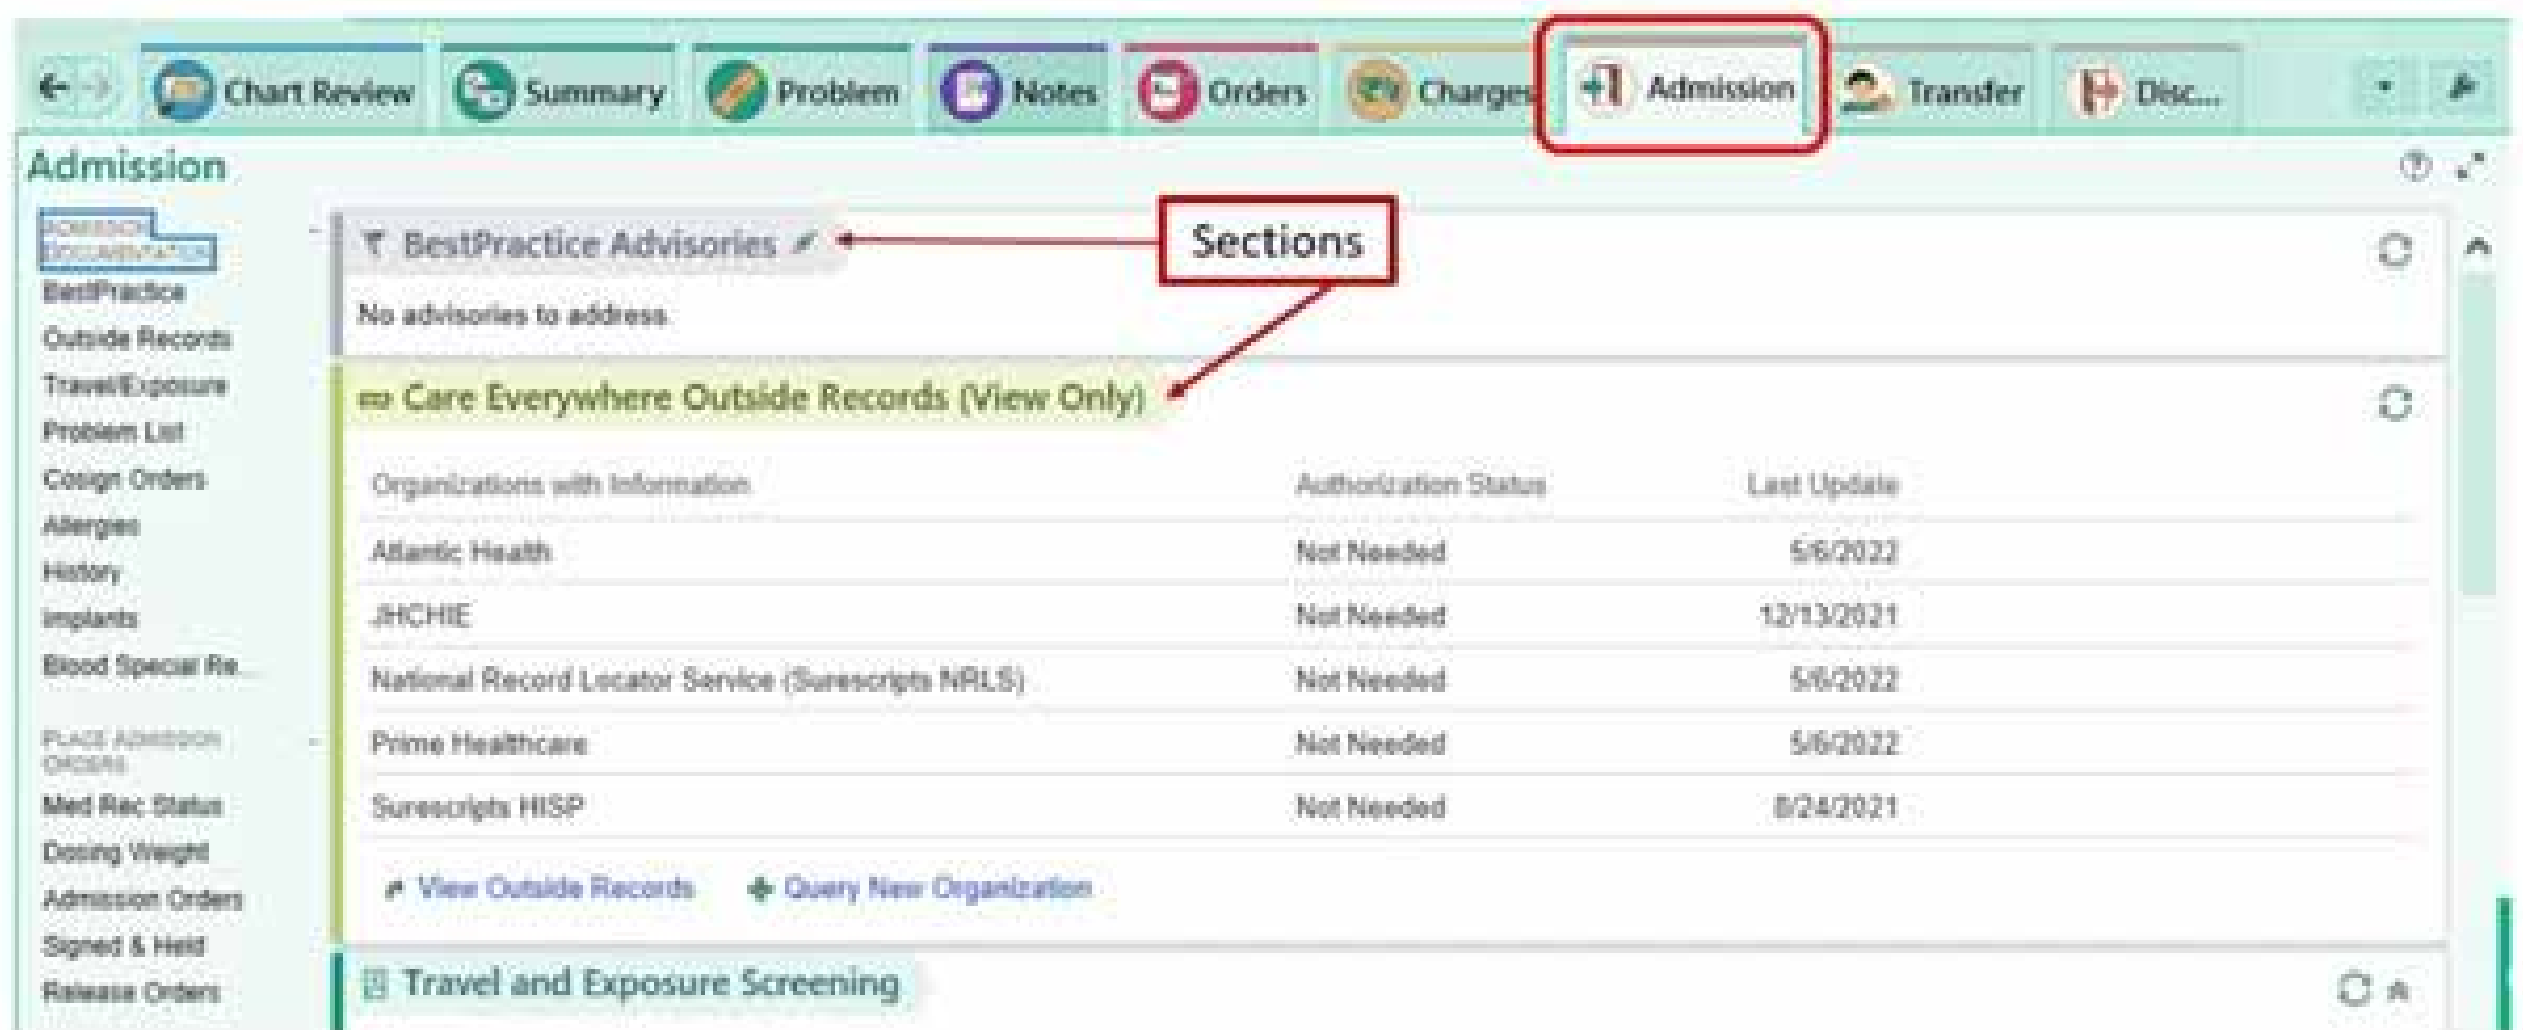 Chart Review Summary Problem Notes Orders Charges Admission Transfer Disc...
Admission
ADMISSION
DOCUMENTATION
BestPractice
Outside Records
Travel/Exposure
Problem List
Cosign Orders
Allergies
History
Implants
Blood Special Re...
PLACE ADMISSION
ORDERS
Med Rec Status
Dosing Weight
Admission Orders
Signed & Held
Release Orders
BestPractice Advisories
Sections
No advisories to address.
Care Everywhere Outside Records (View Only)
Organizations with Information Authorization Status Last Update
Atlantic Health Not Needed 5/6/2022
JHCHIE Not Needed 12/13/2021
National Record Locator Service (Surescripts NRLS) Not Needed 5/6/2022
Prime Healthcare Not Needed 5/6/2022
Surescripts HISP Not Needed 8/24/2021
View Outside Records Query New Organization
Travel and Exposure Screening